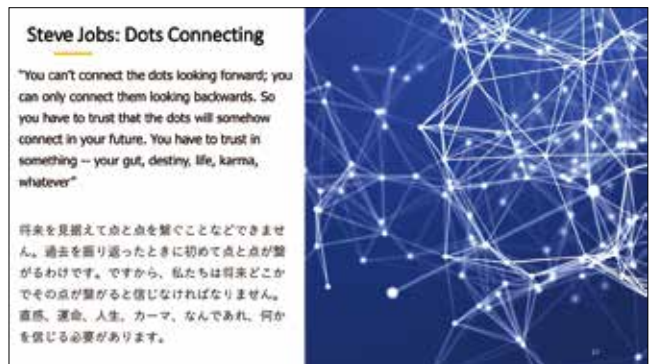 Steve Jobs: Dots Connecting
"You can't connect the dots looking forward; you
can only connect them looking backwards. So
you have to trust that the dots will somehow
connect in your future. You have to trust in
something -- your gut, destiny, life, karma,
whatever"
将来を見据えて点と点を繋ぐことなどできませ
ん。過去を振り返ったときに初めて点と点が繋
がるわけです。ですから、私たちは将来どこか
でその点が繋がると信じなければなりません。
直感、運命、人生、カーマ、なんであれ、何か
を信じる必要があります。